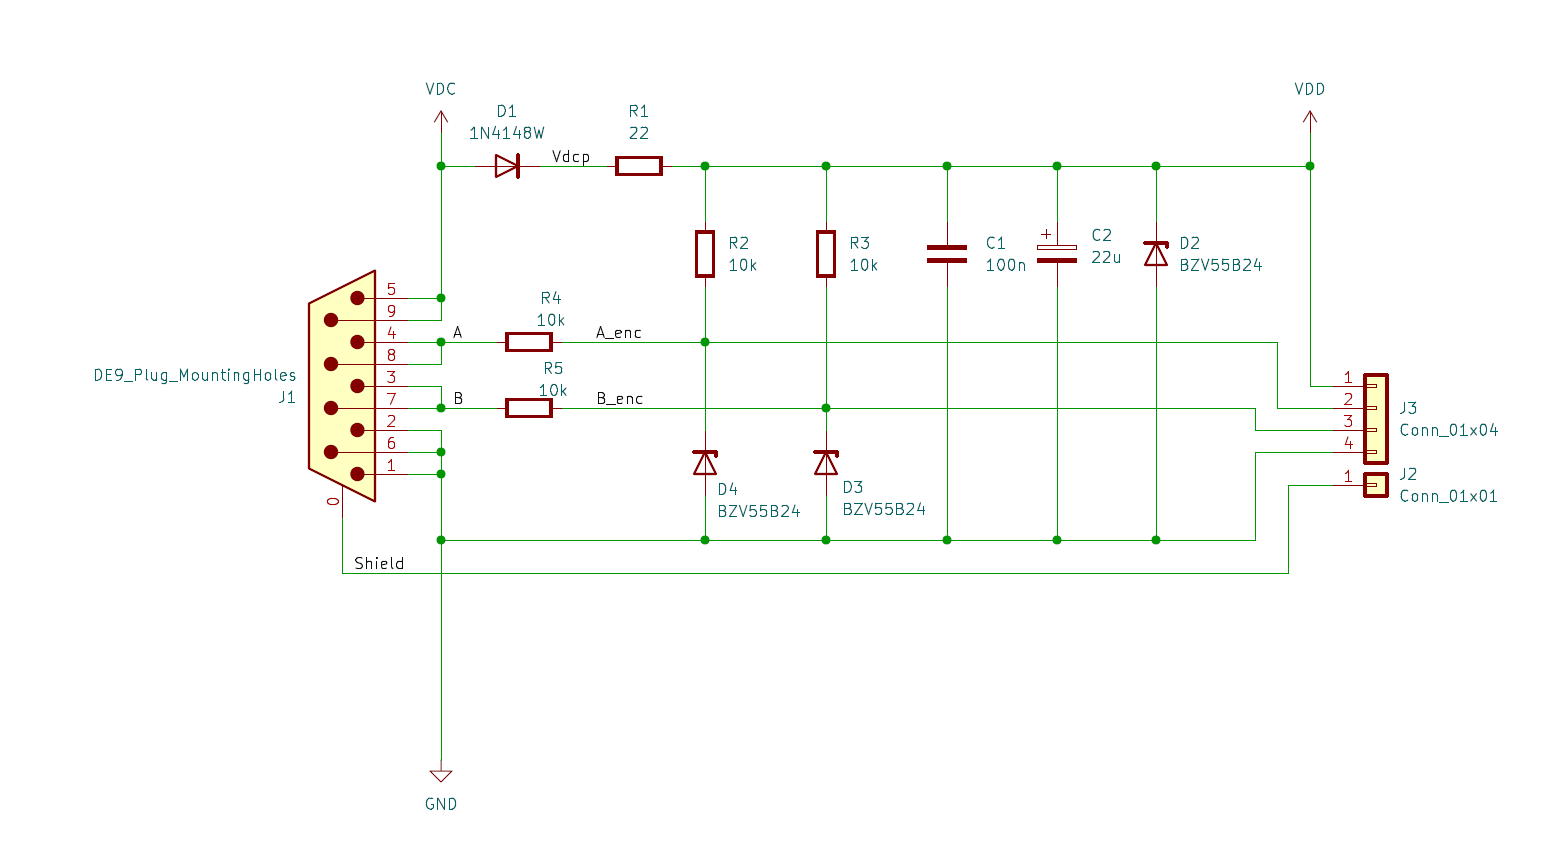 VDC
VDD
D1
1N4148W
R1
22
Vdcp
R2
10k
R3
10k
C1
100n
+
C2
22u
D2
BZV55B24
5
9
4
8
3
7
2
6
1
0
DE9_Plug_MountingHoles
J1
A
R4
10k
A_enc
B
R5
10k
B_enc
1
2
3
4
J3
Conn_01x04
1
J2
Conn_01x01
D4
BZV55B24
D3
BZV55B24
Shield
GND